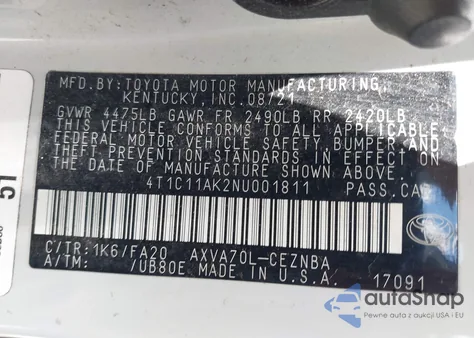 MFD.BY: TOYOTA MOTOR MANUFACTURING,
KENTUCKY, INC. 08/21
GVWR 4475LB GAWR FR 2490LB RR 2420LB
THIS VEHICLE CONFORMS TO ALL APPLICABLE
FEDERAL MOTOR VEHICLE SAFETY, BUMPER, AND
THEFT PREVENTION STANDARDS IN EFFECT ON
THE DATE OF MANUFACTURE SHOWN ABOVE.
4T1C11AK2NU001811 PASS.CAR
C/TR:1K6/FA20 AXVA70L-CEZNBA
A/TM: /UB80E MADE IN U.S.A. 17091
51
autashop
Pewne auta z aukcji USA i EU